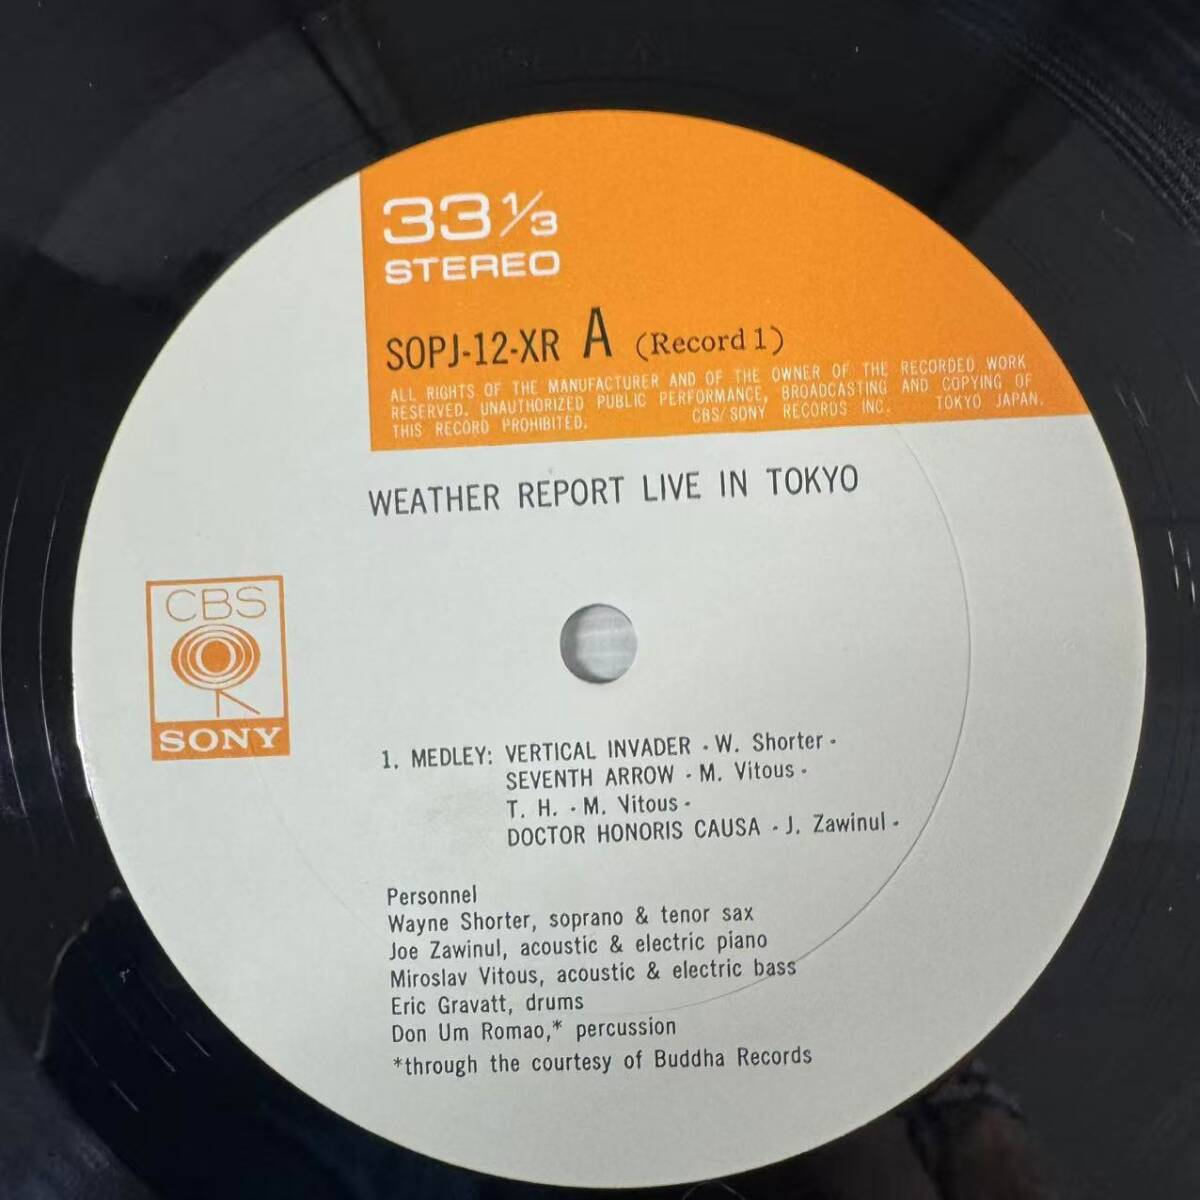 33 1/3
STEREO
SOPJ-12-XR A (Record 1)
ALL RIGHTS OF THE MANUFACTURER AND OF THE OWNER OF THE RECORDED WORK
RESERVED. UNAUTHORIZED PUBLIC PERFORMANCE, BROADCASTING AND COPYING OF
THIS RECORD PROHIBITED. CBS/SONY RECORDS INC. TOKYO JAPAN.
WEATHER REPORT LIVE IN TOKYO
CBS
SONY
1. MEDLEY: VERTICAL INVADER - W. Shorter -
SEVENTH ARROW - M. Vitous -
T. H. - M. Vitous -
DOCTOR HONORIS CAUSA - J. Zawinul -
Personnel
Wayne Shorter, soprano & tenor sax
Joe Zawinul, acoustic & electric piano
Miroslav Vitous, acoustic & electric bass
Eric Gravatt, drums
Don Um Romao,* percussion
*through the courtesy of Buddha Records